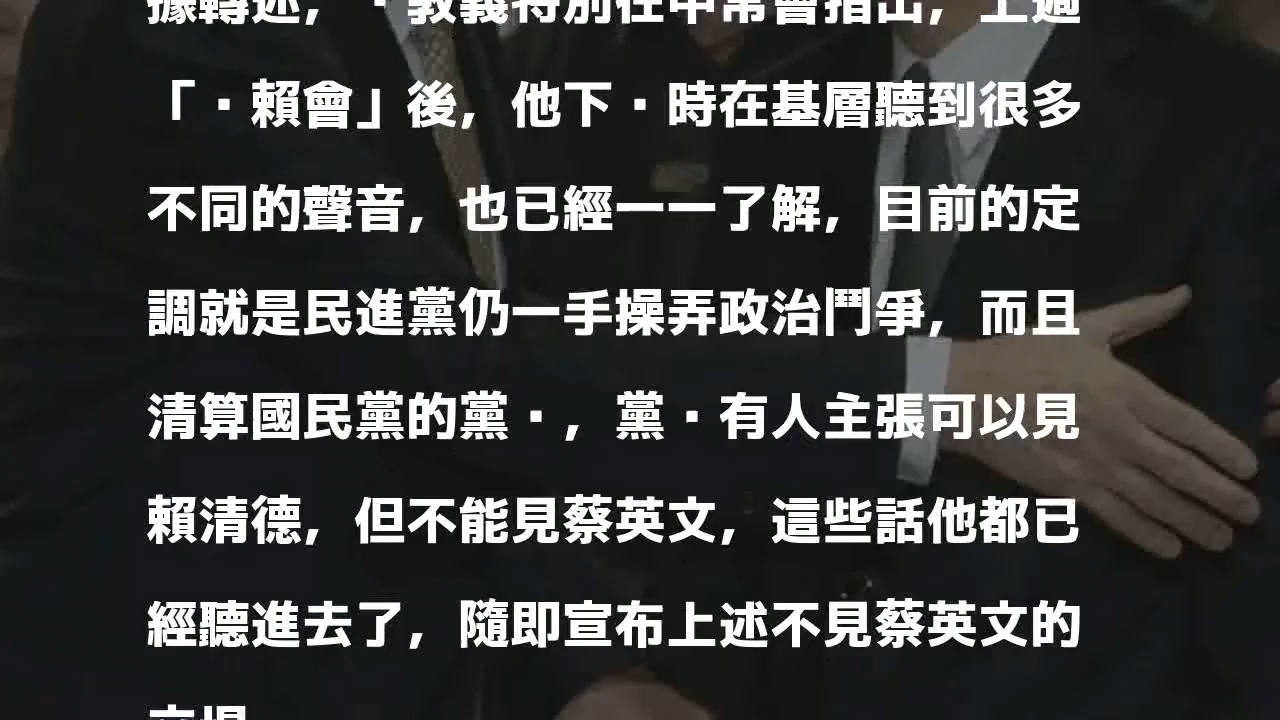 據轉述，▪敦義特別在中常會指出，上週
「▪賴會」後，他下▪時在基層聽到很多
不同的聲音，也已經一一了解，目前的定
調就是民進黨仍一手操弄政治鬥爭，而且
清算國民黨的黨▪，黨▪有人主張可以見
賴清德，但不能見蔡英文，這些話他都已
經聽進去了，隨即宣布上述不見蔡英文的